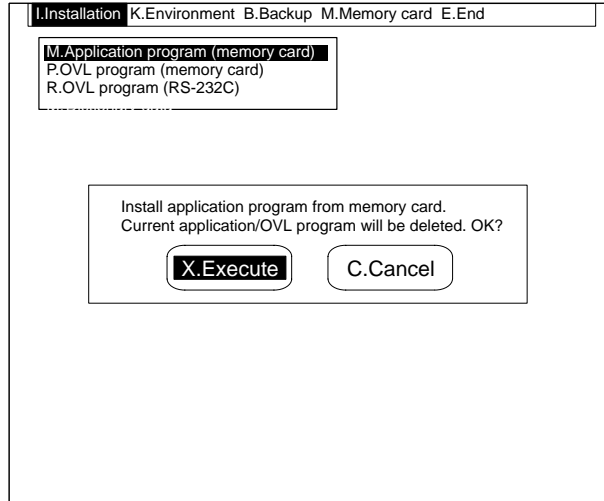 I.Installation K.Environment B.Backup M.Memory card E.End
M.Application program (memory card)
P.OVL program (memory card)
R.OVL program (RS-232C)
Install application program from memory card.
Current application/OVL program will be deleted. OK?
X.Execute C.Cancel